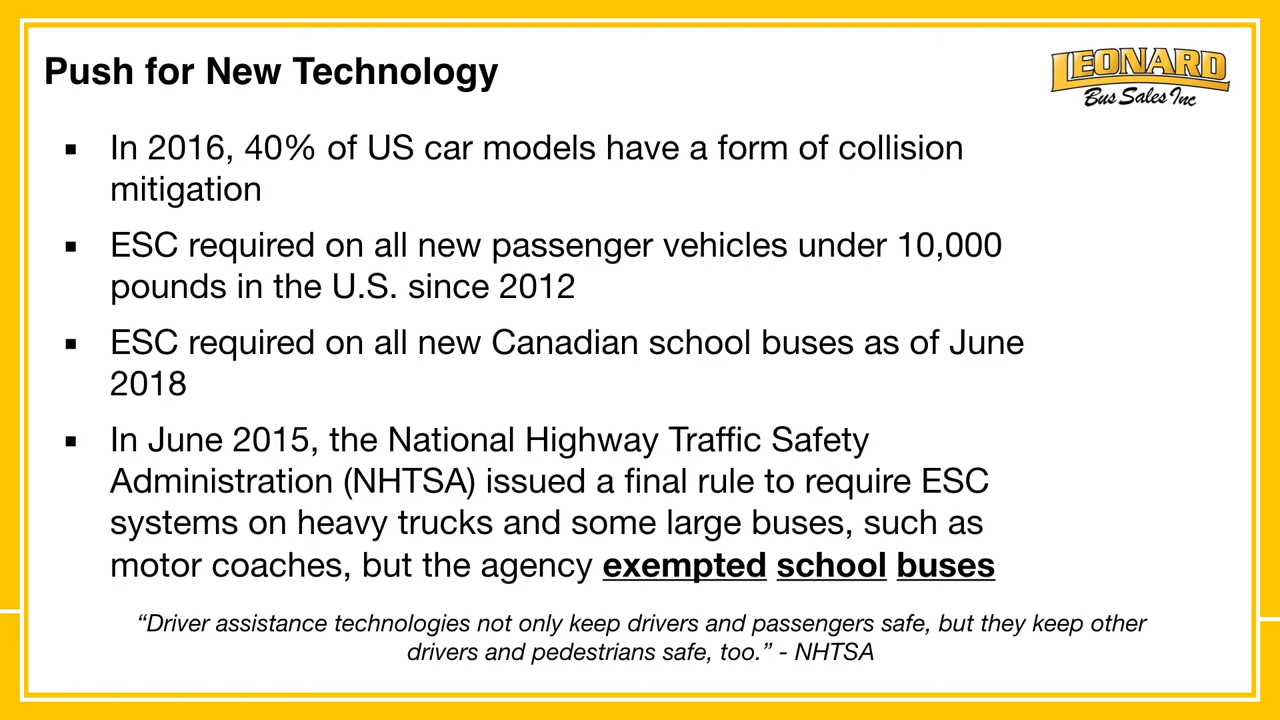 Push for New Technology
LEONARD
Bus Sales Inc
▪ In 2016, 40% of US car models have a form of collision
mitigation
▪ ESC required on all new passenger vehicles under 10,000
pounds in the U.S. since 2012
▪ ESC required on all new Canadian school buses as of June
2018
▪ In June 2015, the National Highway Traffic Safety
Administration (NHTSA) issued a final rule to require ESC
systems on heavy trucks and some large buses, such as
motor coaches, but the agency exempted school buses
“Driver assistance technologies not only keep drivers and passengers safe, but they keep other
drivers and pedestrians safe, too.” - NHTSA